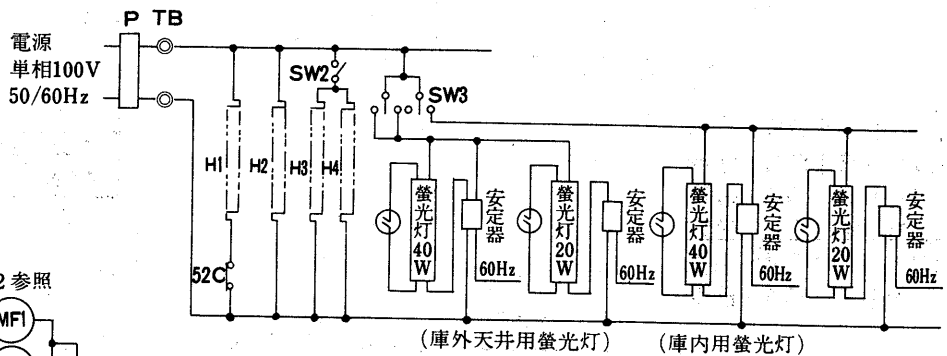 P TB
電源
単相100V
50/60Hz
SW2
SW3
H1
H2
H3
H4
螢光灯40W
安定器
60Hz
螢光灯20W
安定器
60Hz
螢光灯40W
安定器
60Hz
螢光灯20W
安定器
60Hz
52C
2参照
MF1
(庫外天井用螢光灯)
(庫内用螢光灯)